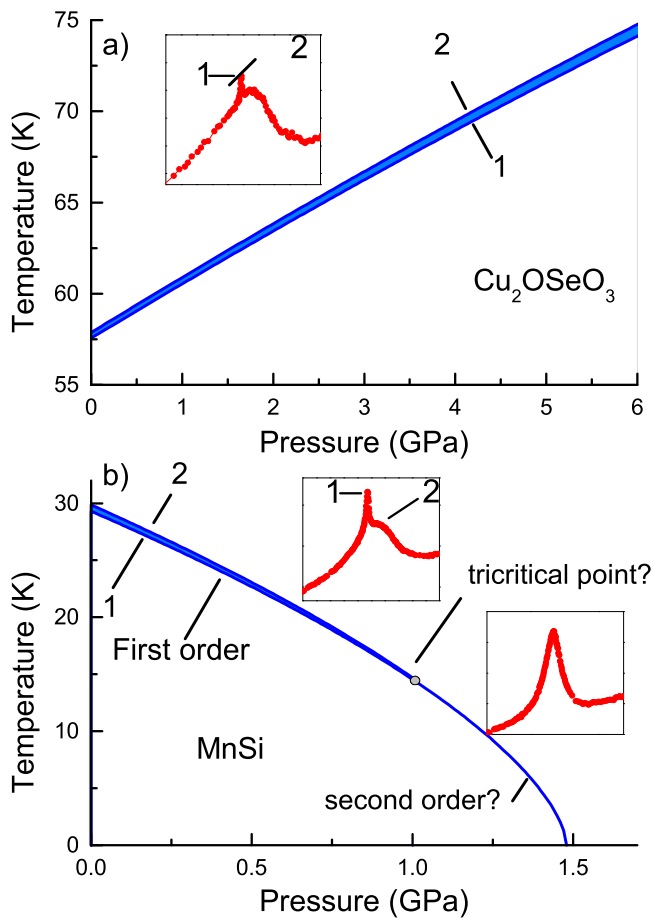 a)
75
70
65
60
55
Temperature (K)
1
2
2
1
Cu₂OSeO₃
0 1 2 3 4 5 6
Pressure (GPa)
b)
30
20
10
0
Temperature (K)
2
1
First order
MnSi
1
2
tricritical point?
second order?
0.0 0.5 1.0 1.5
Pressure (GPa)